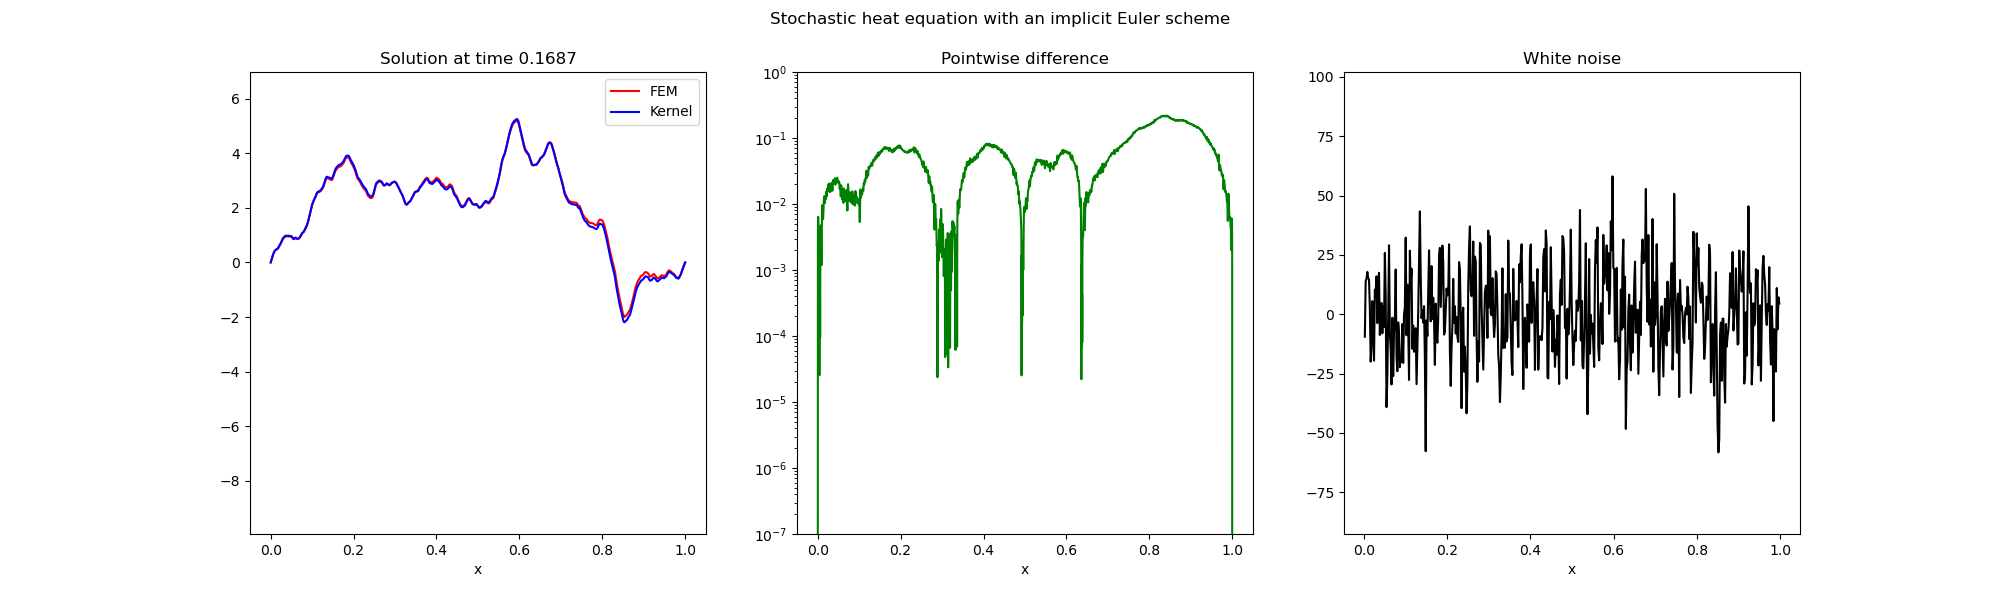 Stochastic heat equation with an implicit Euler scheme
Solution at time 0.1687
FEM
Kernel
6
4
2
0
−2
−4
−6
−8
0.0 0.2 0.4 0.6 0.8 1.0
x
Pointwise difference
10⁰
10⁻¹
10⁻²
10⁻³
10⁻⁴
10⁻⁵
10⁻⁶
10⁻⁷
0.0 0.2 0.4 0.6 0.8 1.0
x
White noise
100
75
50
25
0
−25
−50
−75
0.0 0.2 0.4 0.6 0.8 1.0
x